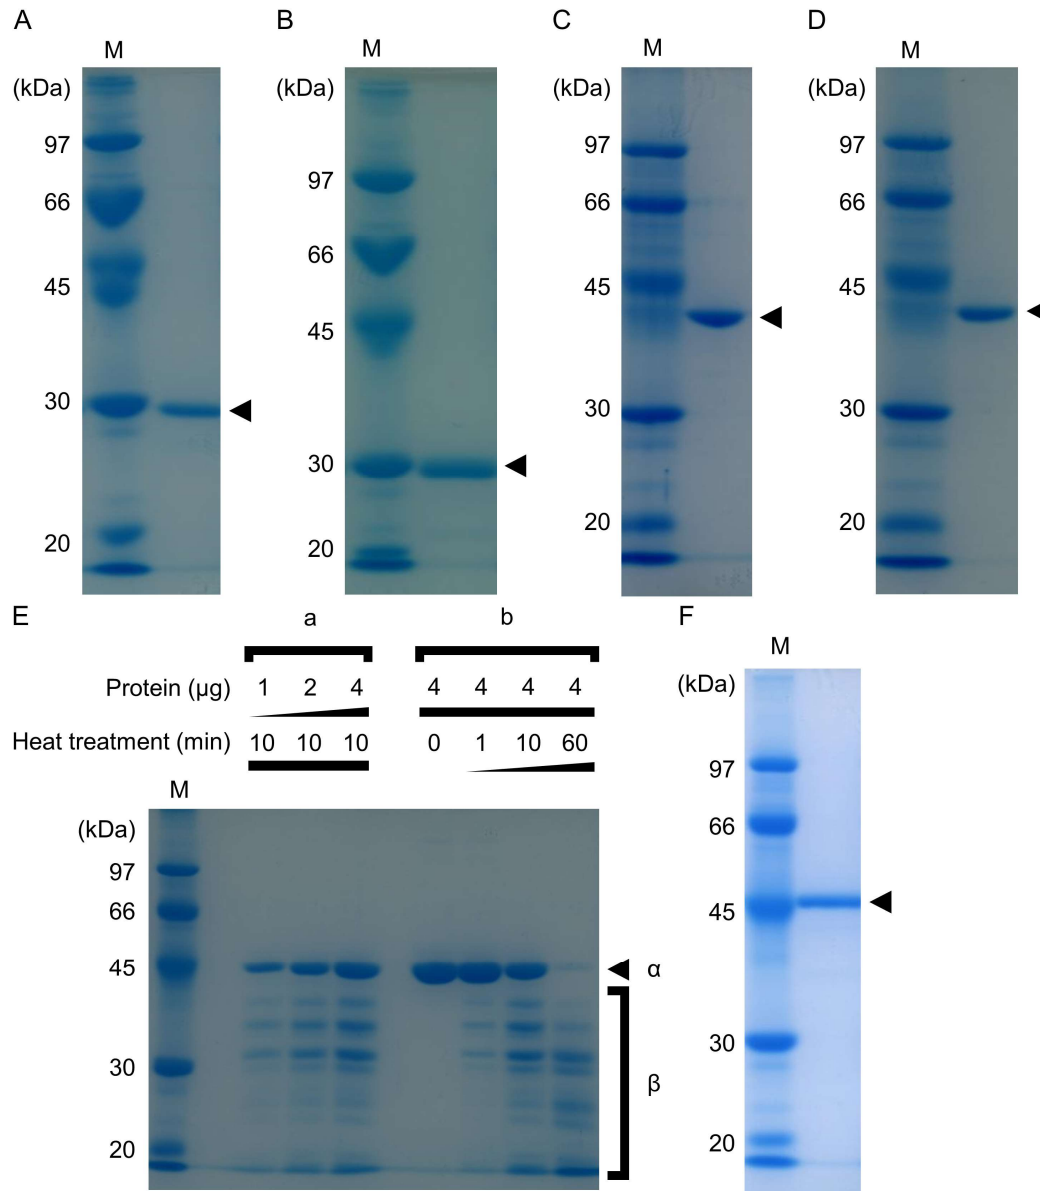 A
M
(kDa)
97
66
45
30
20
B
M
(kDa)
97
66
45
30
20
C
M
(kDa)
97
66
45
30
20
D
M
(kDa)
97
66
45
30
20
E
a b
Protein (µg) 1 2 4 4 4 4 4
Heat treatment (min) 10 10 10 0 1 10 60
M
(kDa)
97
66
45
30
20
α
β
F
M
(kDa)
97
66
45
30
20